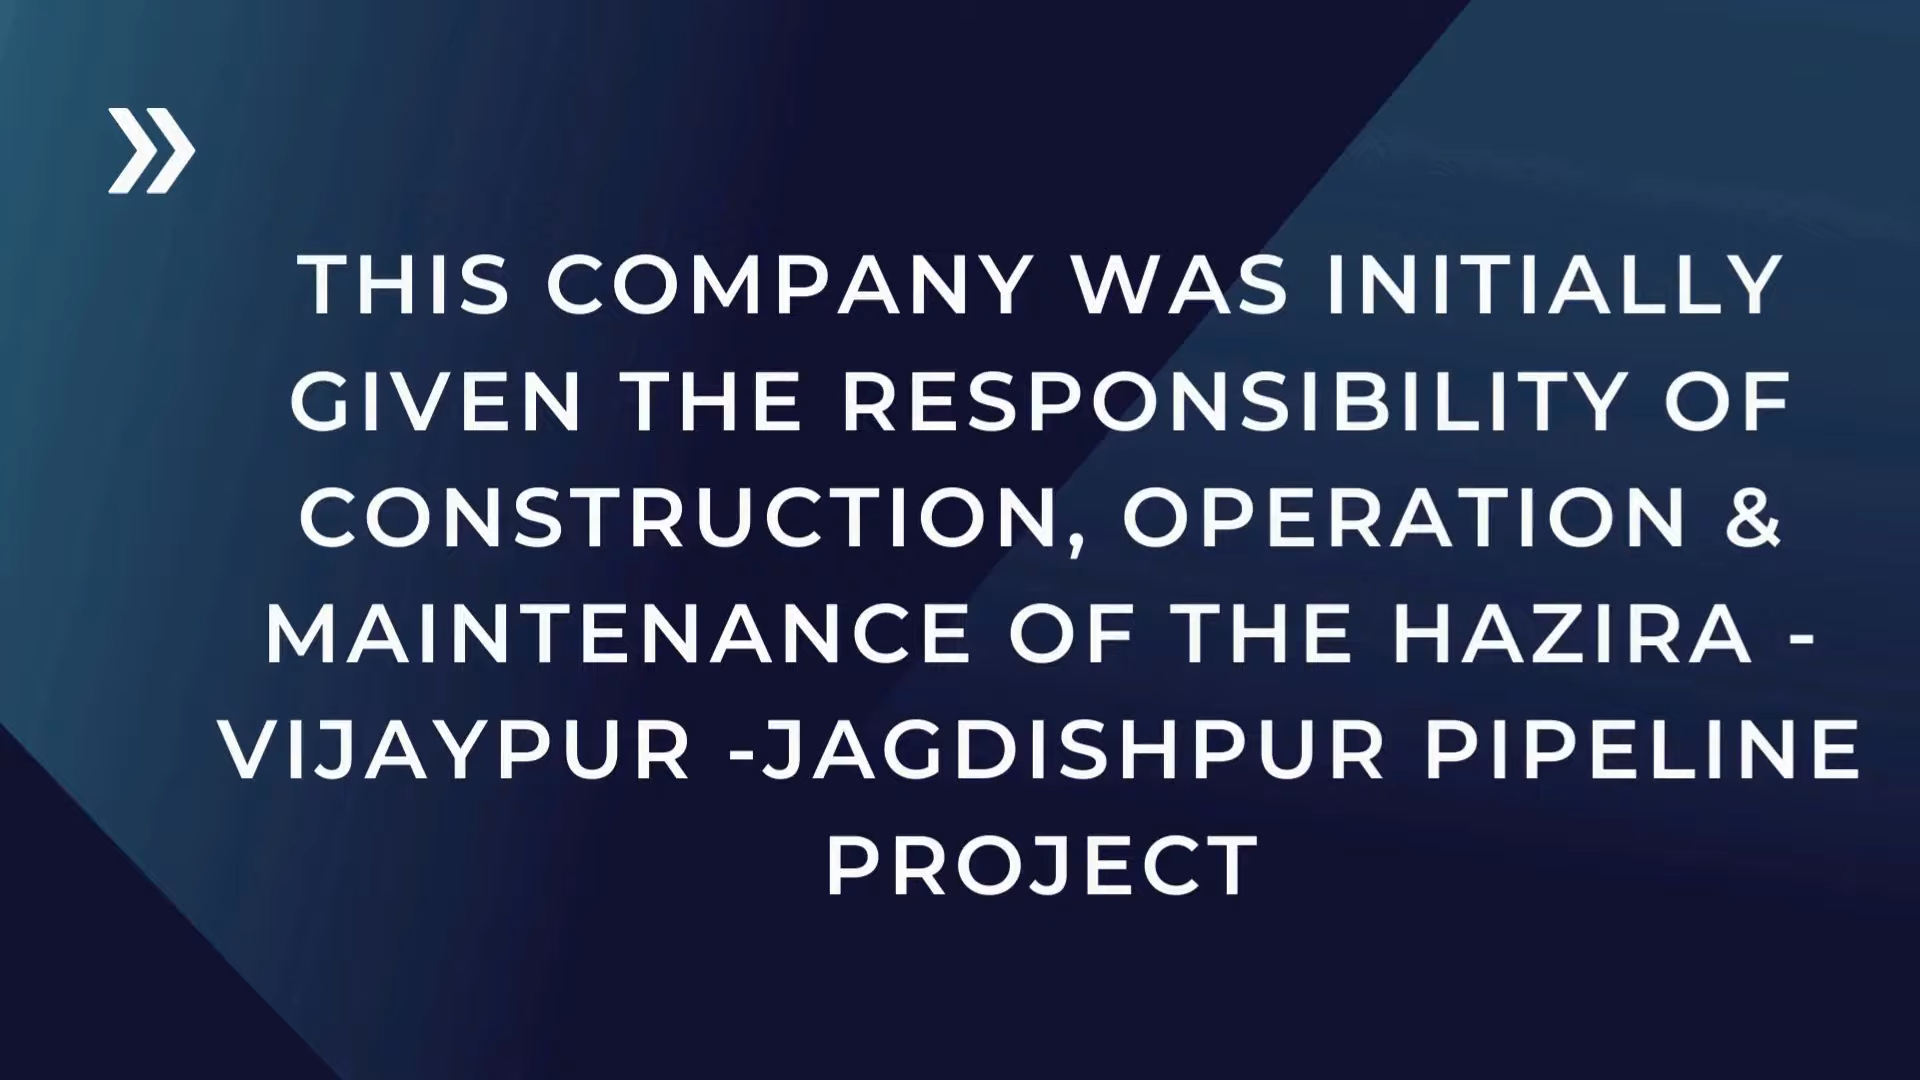 THIS COMPANY WAS INITIALLY
GIVEN THE RESPONSIBILITY OF
CONSTRUCTION, OPERATION &
MAINTENANCE OF THE HAZIRA -
VIJAYPUR -JAGDISHPUR PIPELINE
PROJECT